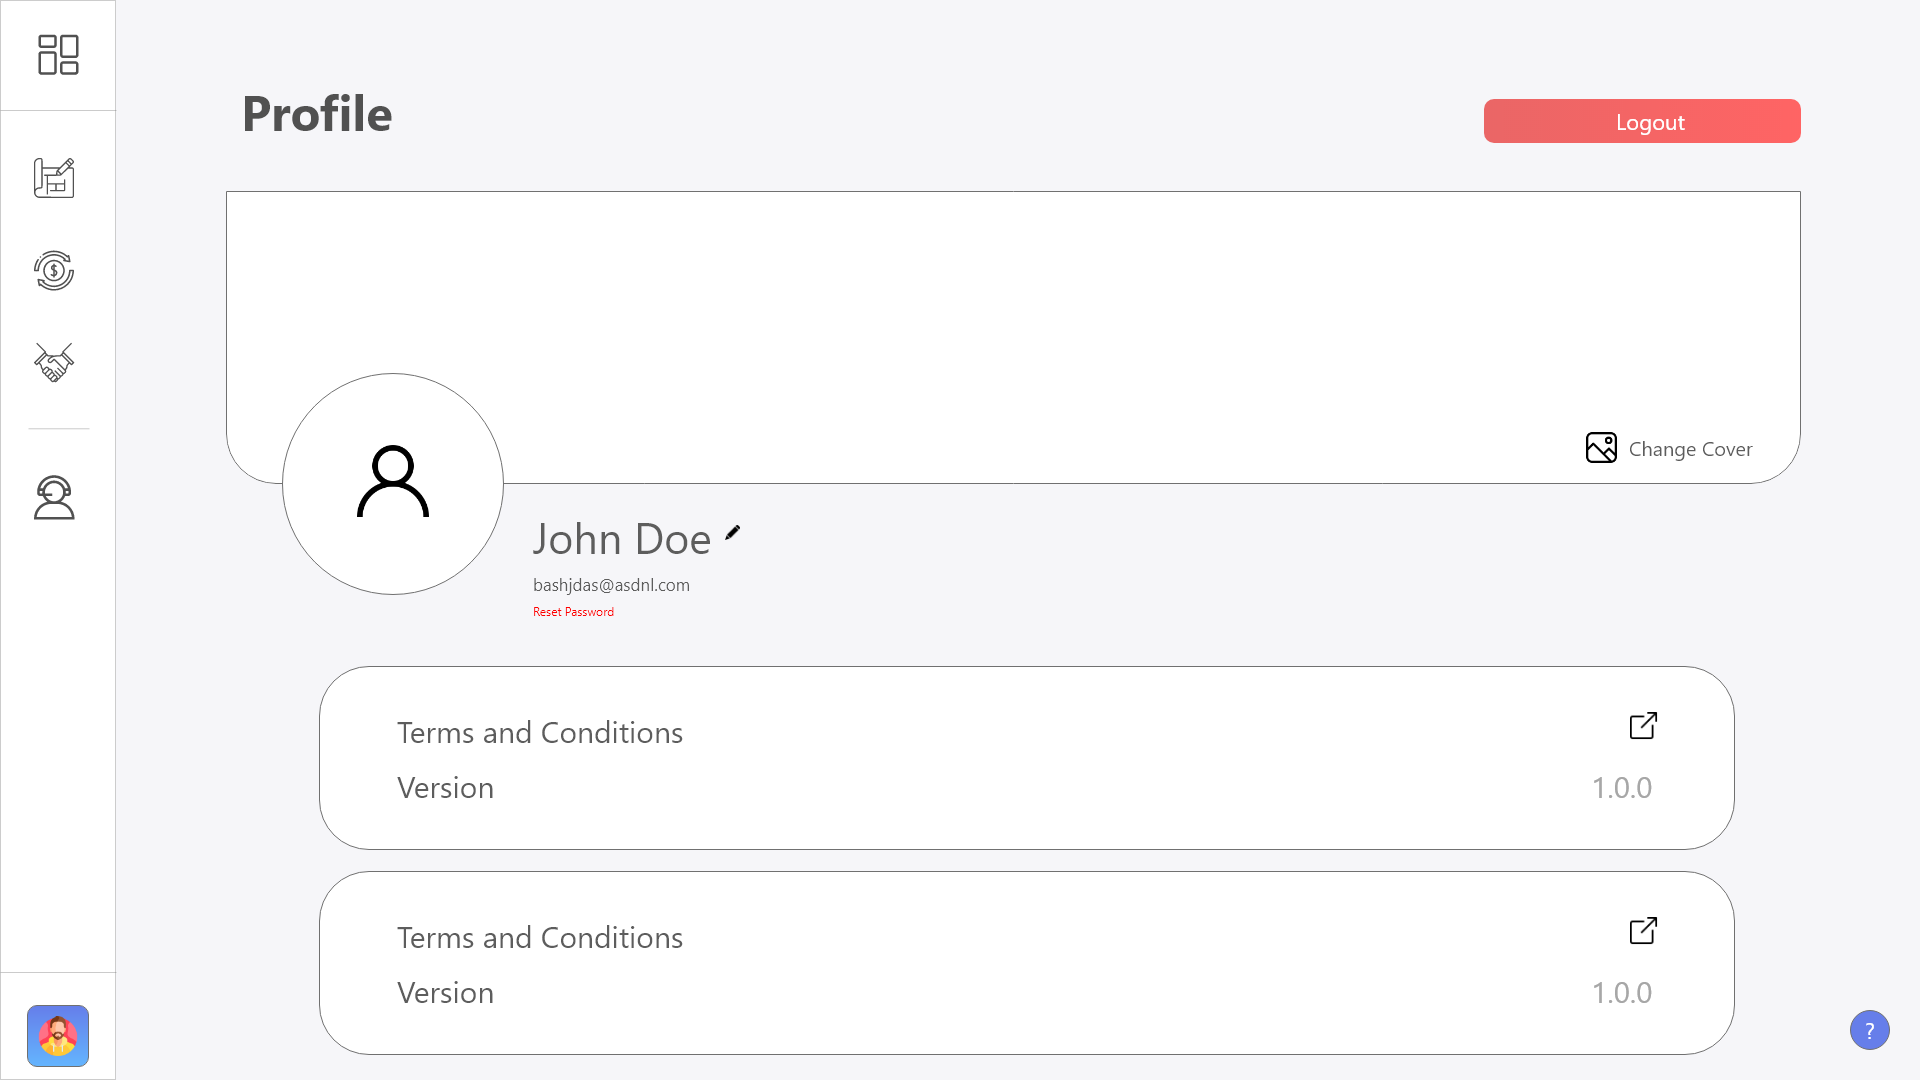 Profile
Logout
Change Cover
John Doe
bashjdas@asdnl.com
Reset Password
Terms and Conditions
Version 1.0.0
Terms and Conditions
Version 1.0.0
?